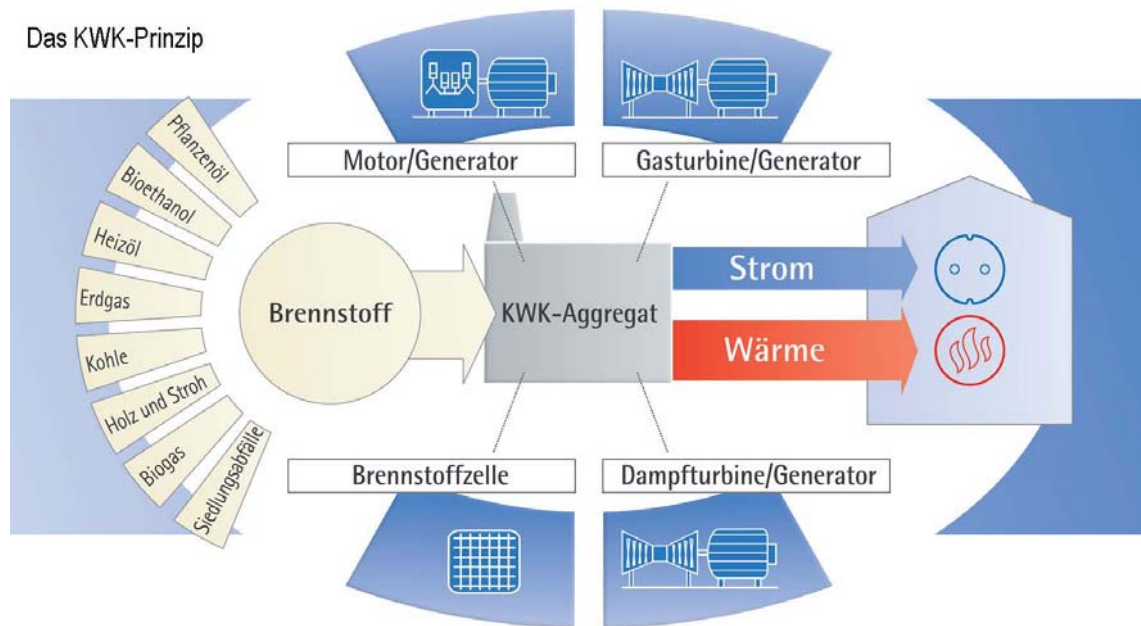 Das KWK-Prinzip
Motor/Generator
Gasturbine/Generator
Pflanzenöl
Bioethanol
Heizöl
Erdgas
Kohle
Holz und Stroh
Biogas
Siedlungsabfälle
Brennstoff
KWK-Aggregat
Strom
Wärme
Brennstoffzelle
Dampfturbine/Generator